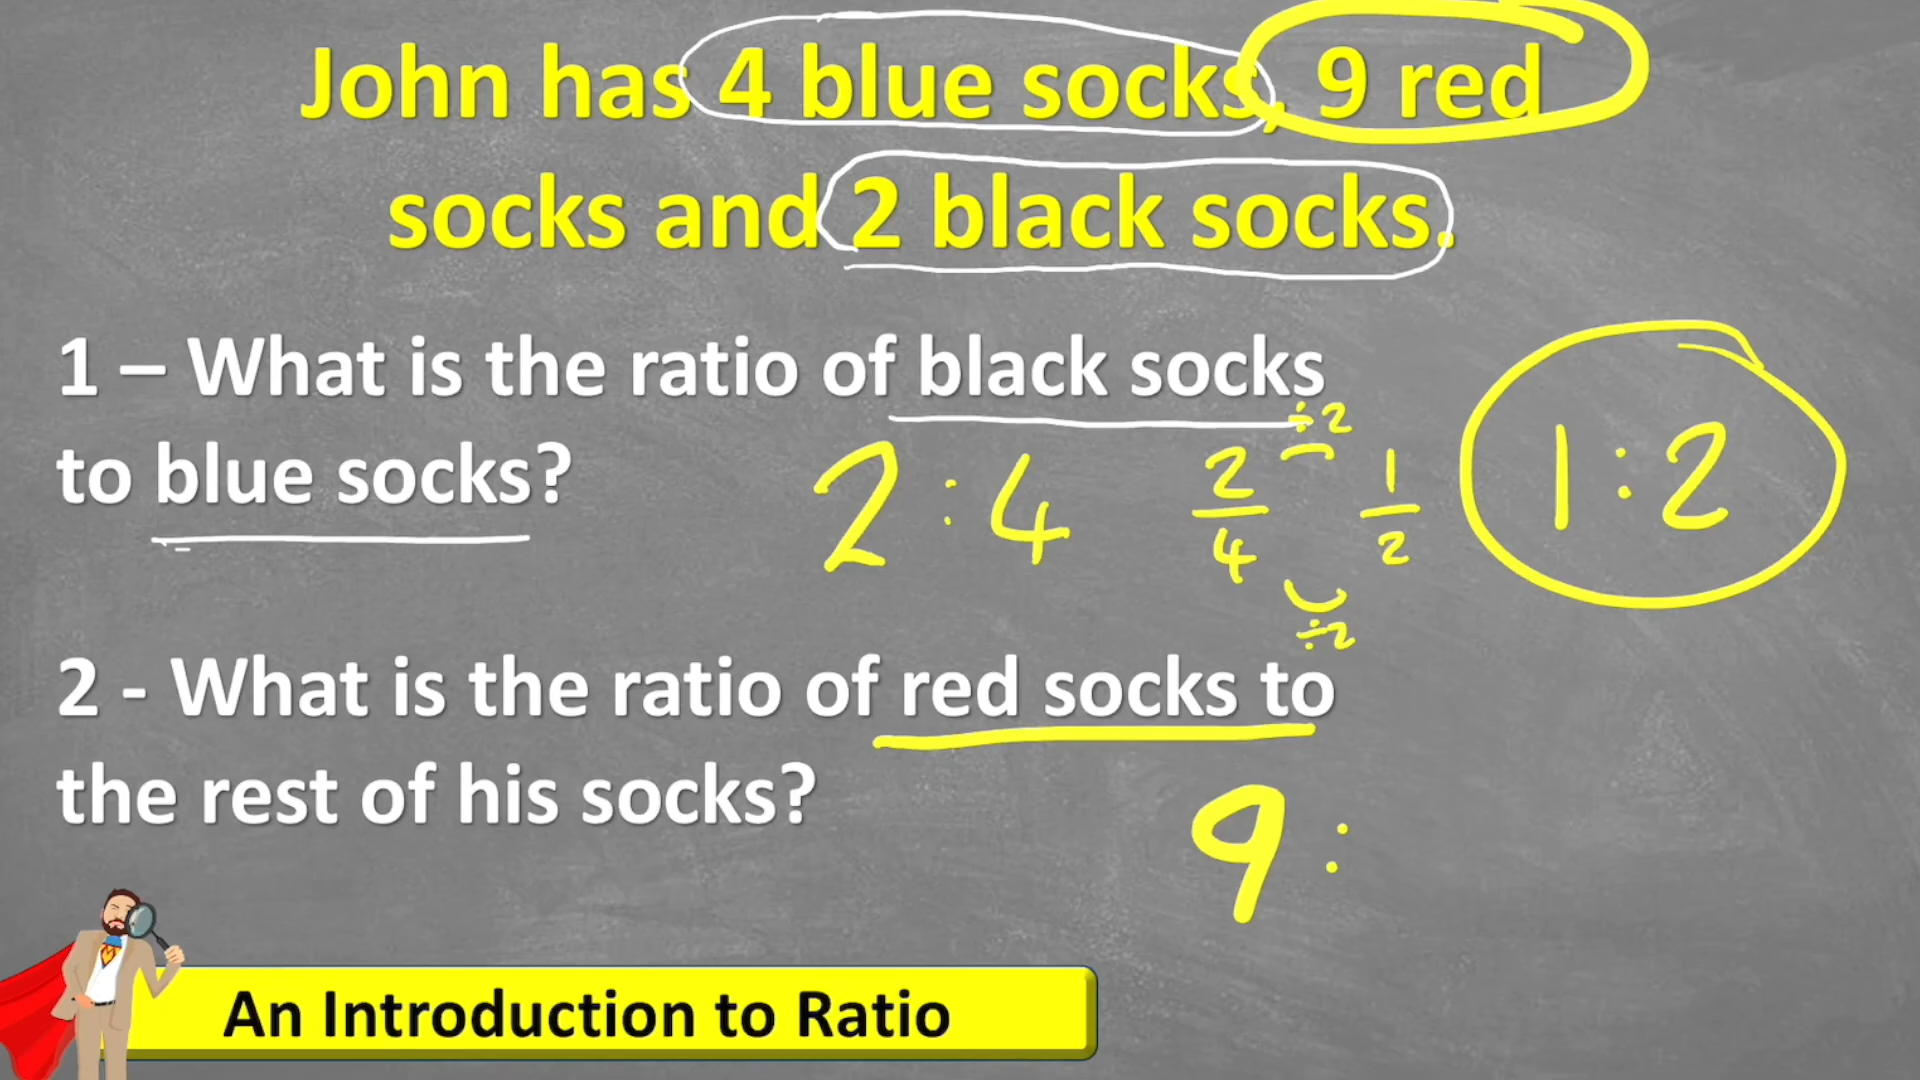 John has 4 blue socks, 9 red
socks and 2 black socks.
1 – What is the ratio of black socks
to blue socks?
2 : 4
÷2
2/4
1/2
÷2
1 : 2
2 - What is the ratio of red socks to
the rest of his socks?
9 :
An Introduction to Ratio